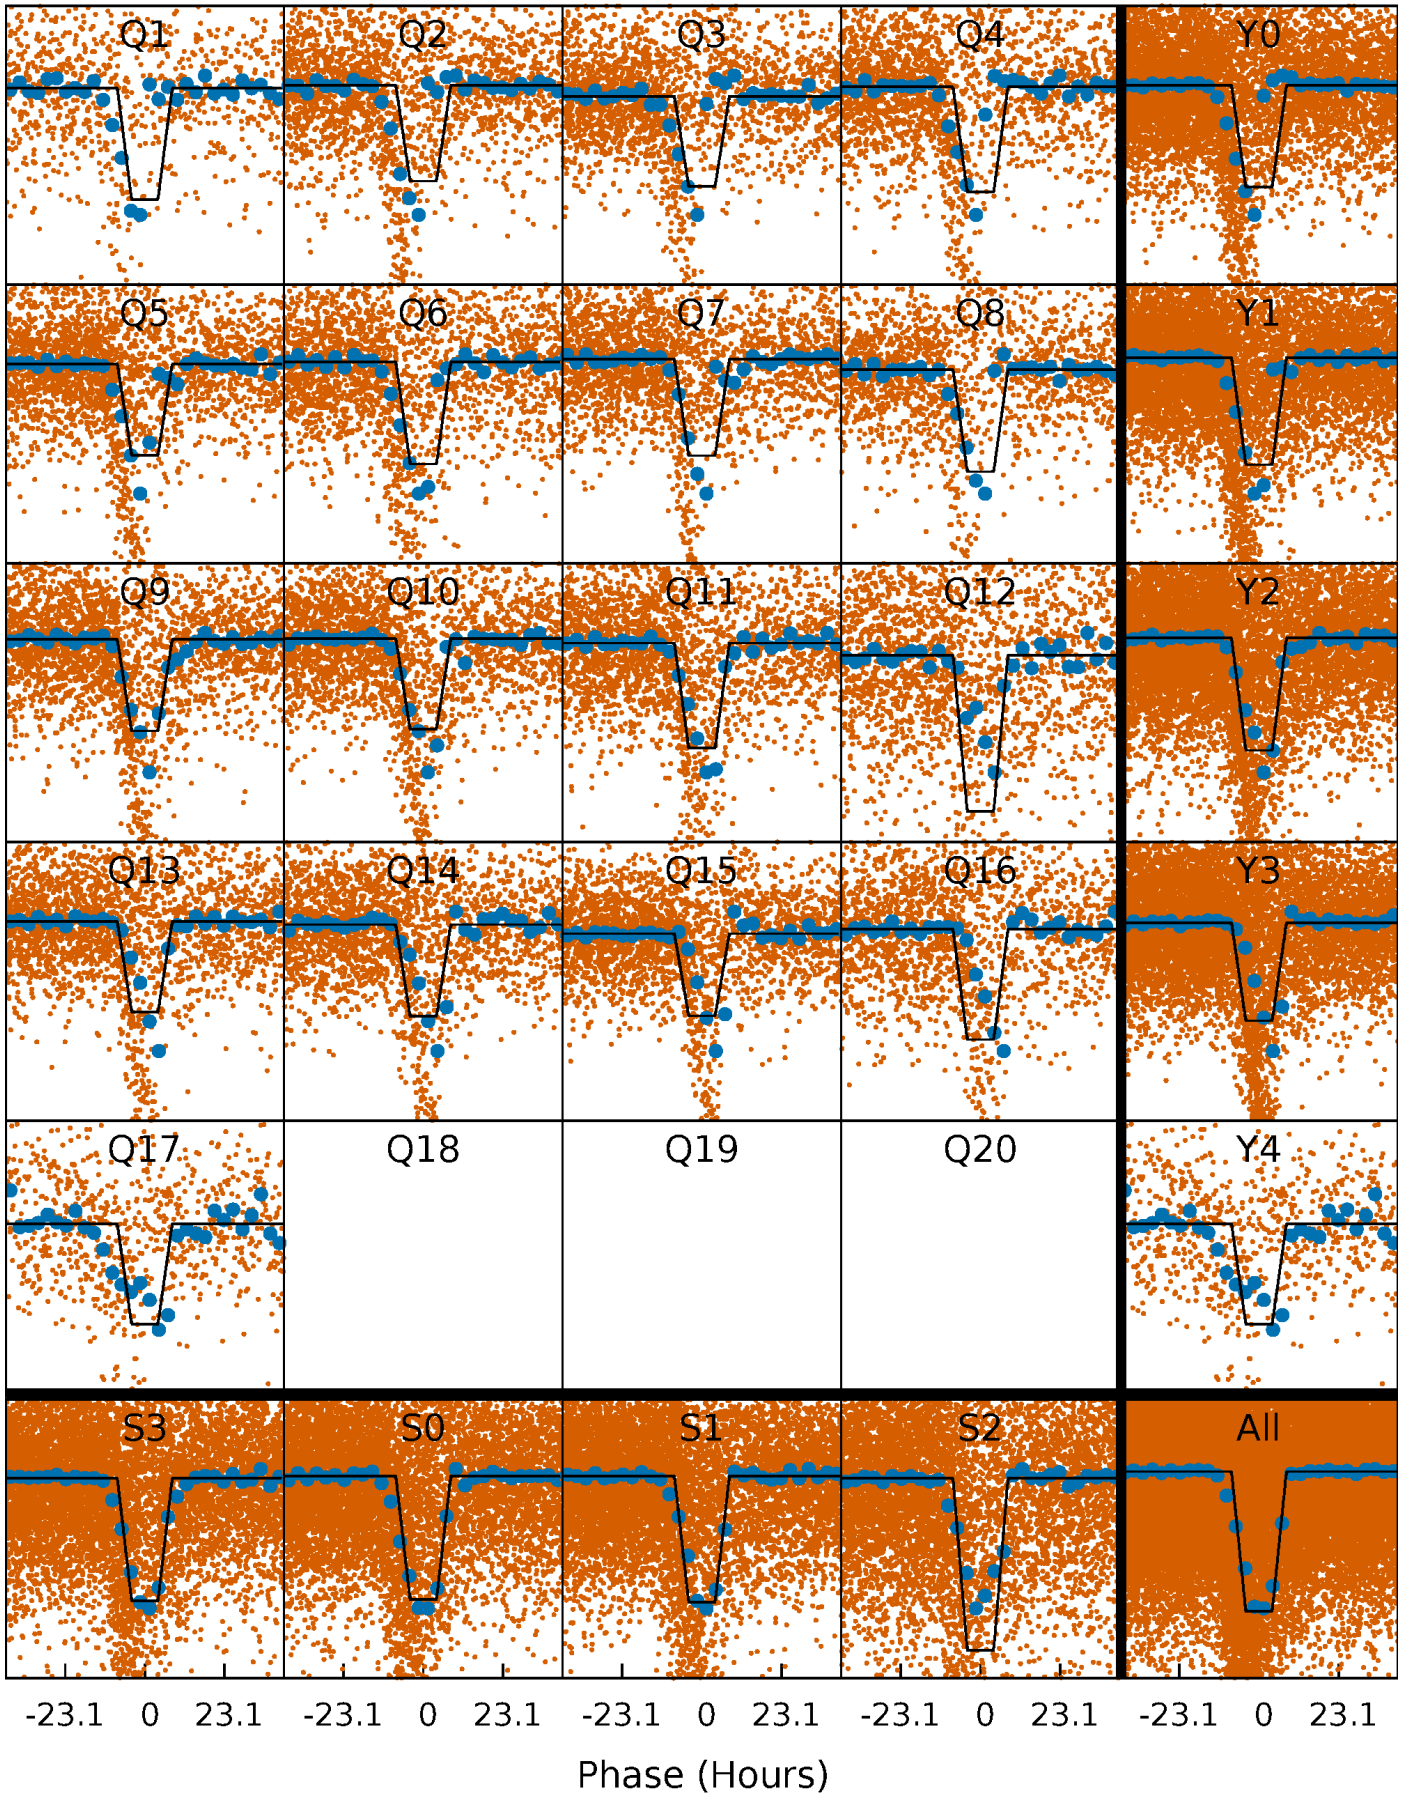 Q1 Q2 Q3 Q4 Y0
Q5 Q6 Q7 Q8 Y1
Q9 Q10 Q11 Q12 Y2
Q13 Q14 Q15 Q16 Y3
Q17 Q18 Q19 Q20 Y4
S3 S0 S1 S2 All
-23.1 0 23.1 -23.1 0 23.1 -23.1 0 23.1 -23.1 0 23.1 -23.1 0 23.1
Phase (Hours)